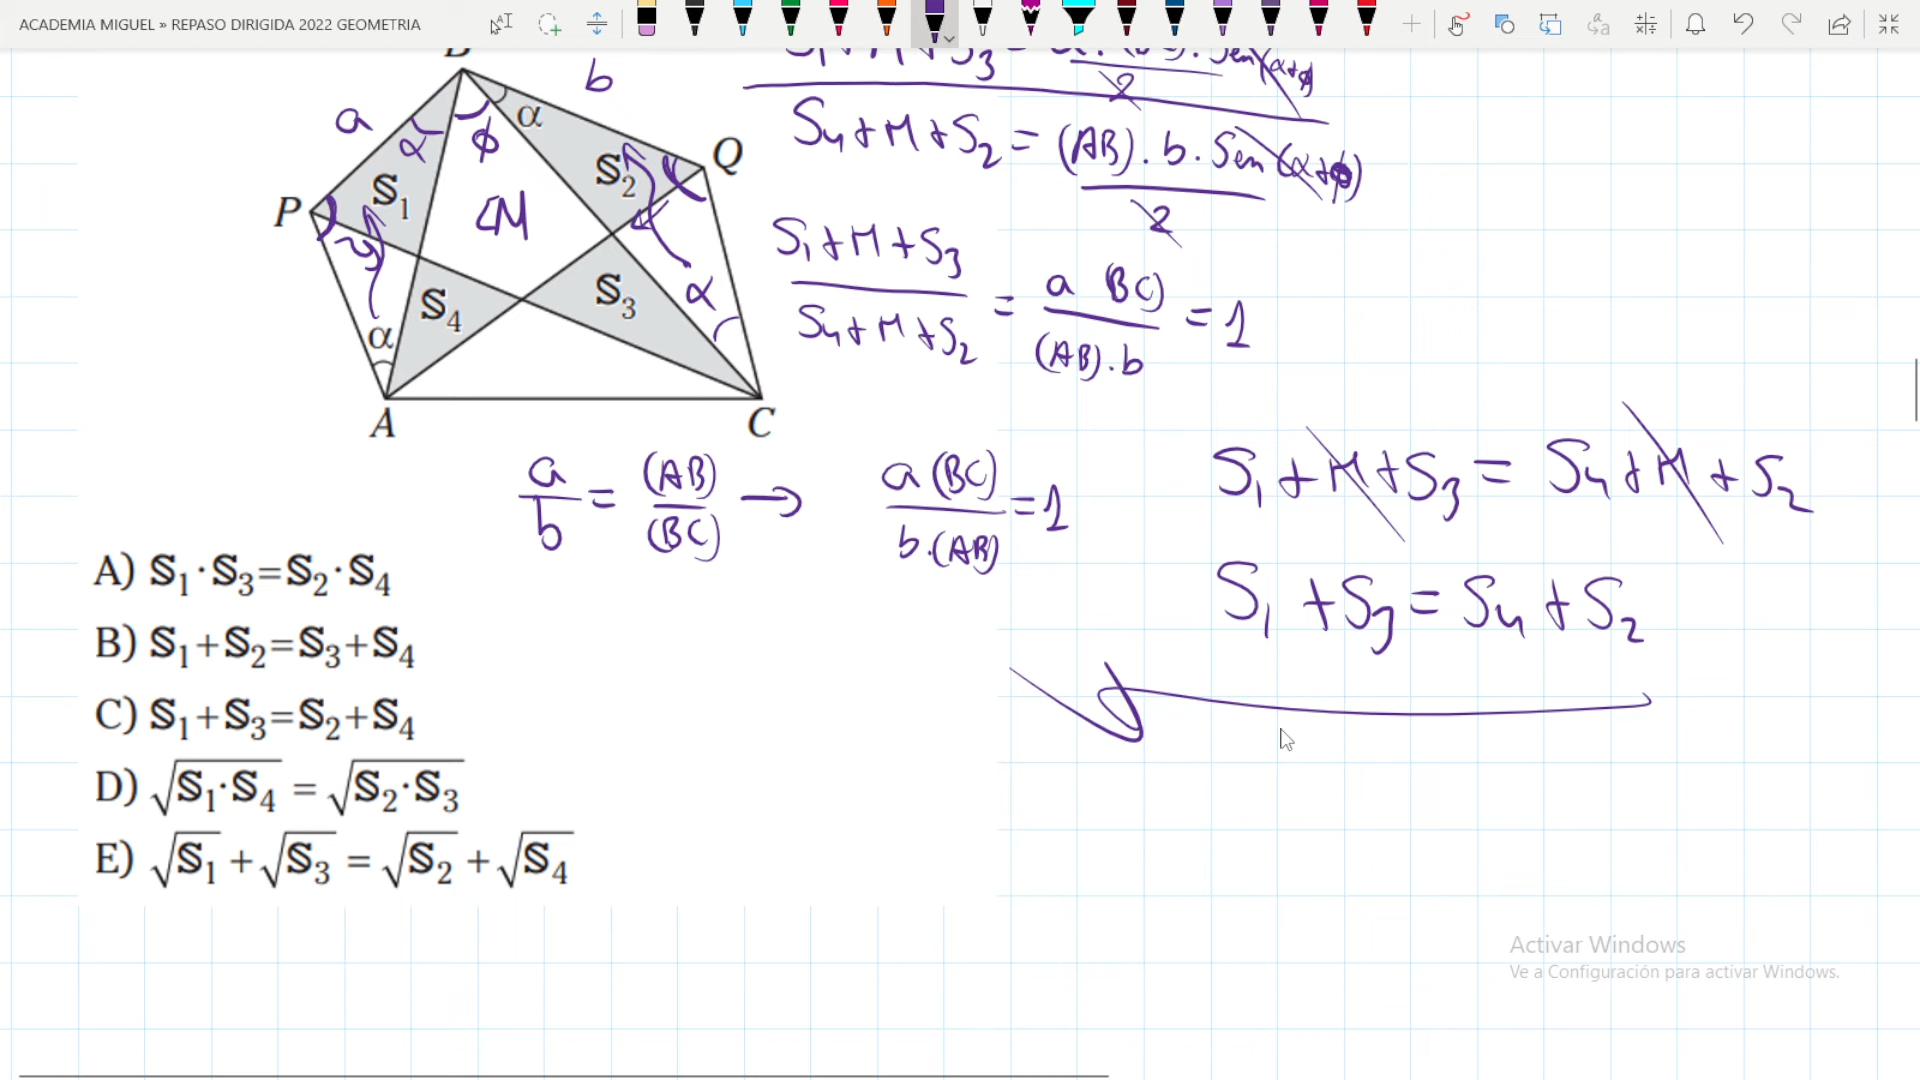 ACADEMIA MIGUEL » REPASO DIRIGIDA 2022 GEOMETRIA
a
b
α
α
ϕ
Q
P
S₁
S₂
M
S₄
S₃
α
α
A
C
S₄+M+S₂ = (AB).b.Sen(α+ϕ)
2
S₁+M+S₃
S₄+M+S₂
= a BC)
(AB).b
= 1
a/b = (AB)/(BC) → a(BC)/b.(AB) = 1
S₁+M+S₃ = S₄+M+S₂
S₁+S₃ = S₄+S₂
A) S₁·S₃=S₂·S₄
B) S₁+S₂=S₃+S₄
C) S₁+S₃=S₂+S₄
D) √S₁·S₄ = √S₂·S₃
E) √S₁ + √S₃ = √S₂ + √S₄
Activar Windows
Ve a Configuración para activar Windows.